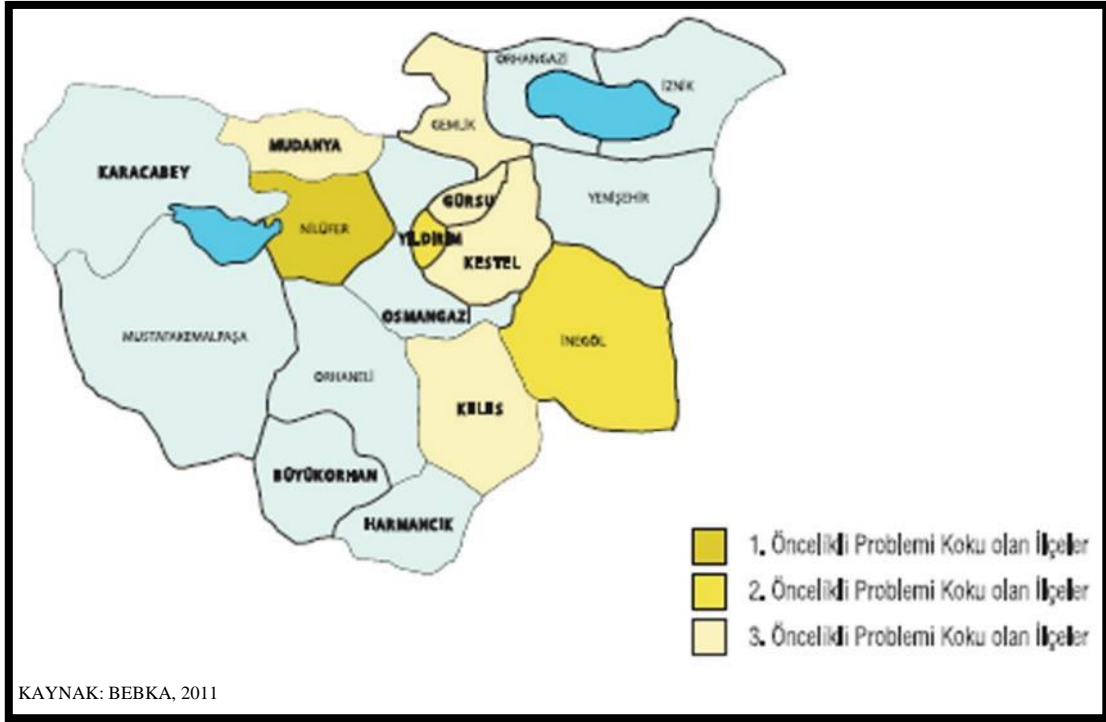 ORHANGAZİ
İZNİK
GEMLİK
MUDANYA
KARACABEY
GÜRSU
YENİŞEHİR
NİLÜFER
YILDIRIM
KESTEL
OSMANGAZİ
MUSTAFAKEMALPAŞA
İNEGÖL
ORHANELİ
KELES
BÜYÜKORHAN
HARMANCIK
1. Öncelikli Problemi Koku olan İlçeler
2. Öncelikli Problemi Koku olan İlçeler
3. Öncelikli Problemi Koku olan İlçeler
KAYNAK: BEBKA, 2011